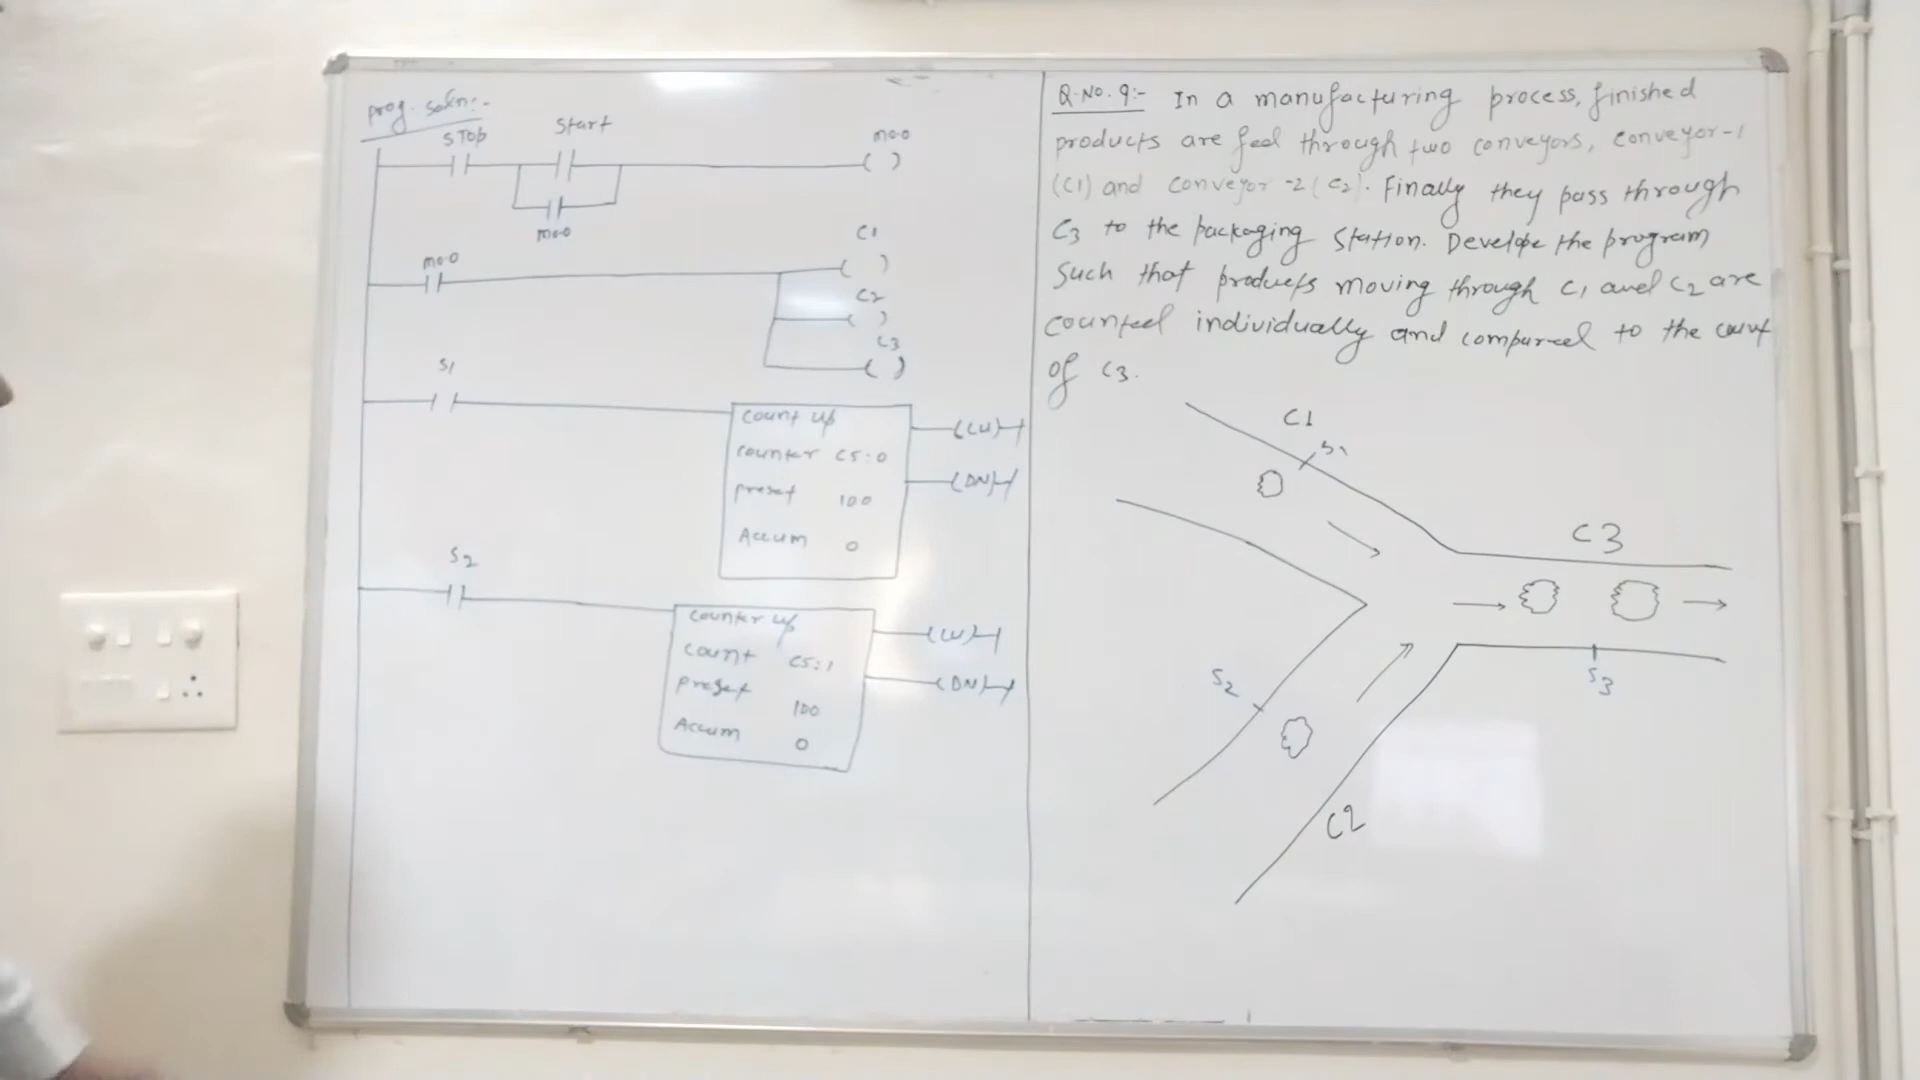 prog. soln:-
STOP
Start
m0.0
m0.0
m0.0
C1
C2
C3
S1
count up
(CU)
counter C5:0
(DN)
preset 100
Accum 0
S2
counter up
(CU)
count C5:1
(DN)
preset 100
Accum 0
Q.No.9:- In a manufacturing process, finished
products are feed through two conveyors, conveyor-1
(C1) and conveyor-2 (C2). Finally they pass through
C3 to the packaging station. Develope the program
such that products moving through C1 and C2 are
counted individually and compared to the count
of C3.
C1
S1
C3
S2
S3
C2